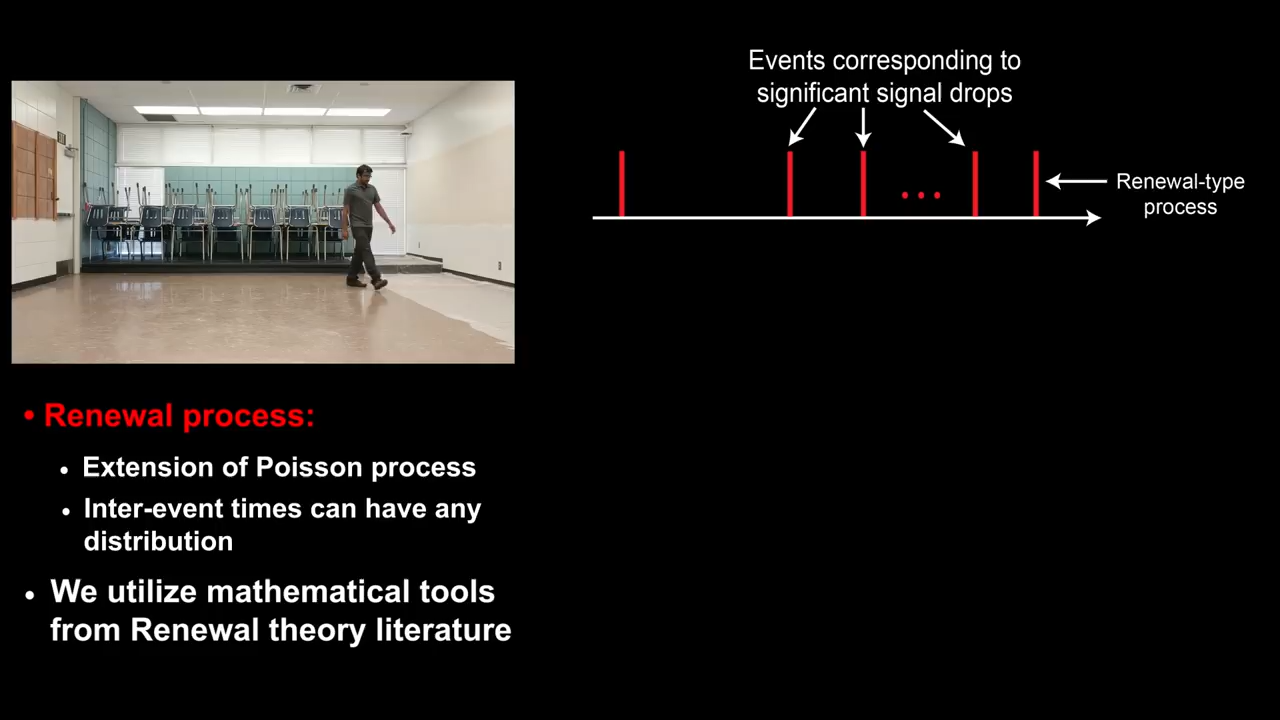 Events corresponding to
significant signal drops
Renewal-type
process
• Renewal process:
• Extension of Poisson process
• Inter-event times can have any
distribution
• We utilize mathematical tools
from Renewal theory literature